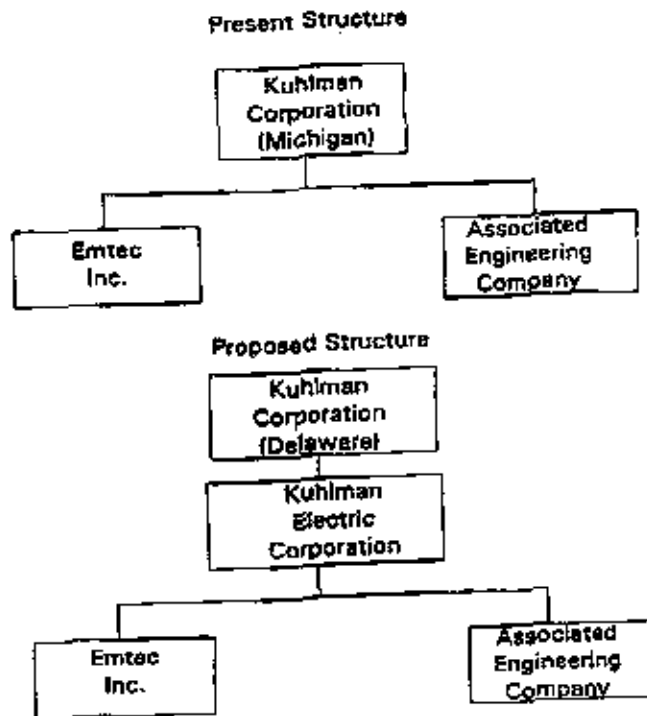 Present Structure
Kuhlman
Corporation
(Michigan)
Emtec
Inc.
Associated
Engineering
Company
Proposed Structure
Kuhlman
Corporation
(Delaware)
Kuhlman
Electric
Corporation
Emtec
Inc.
Associated
Engineering
Company